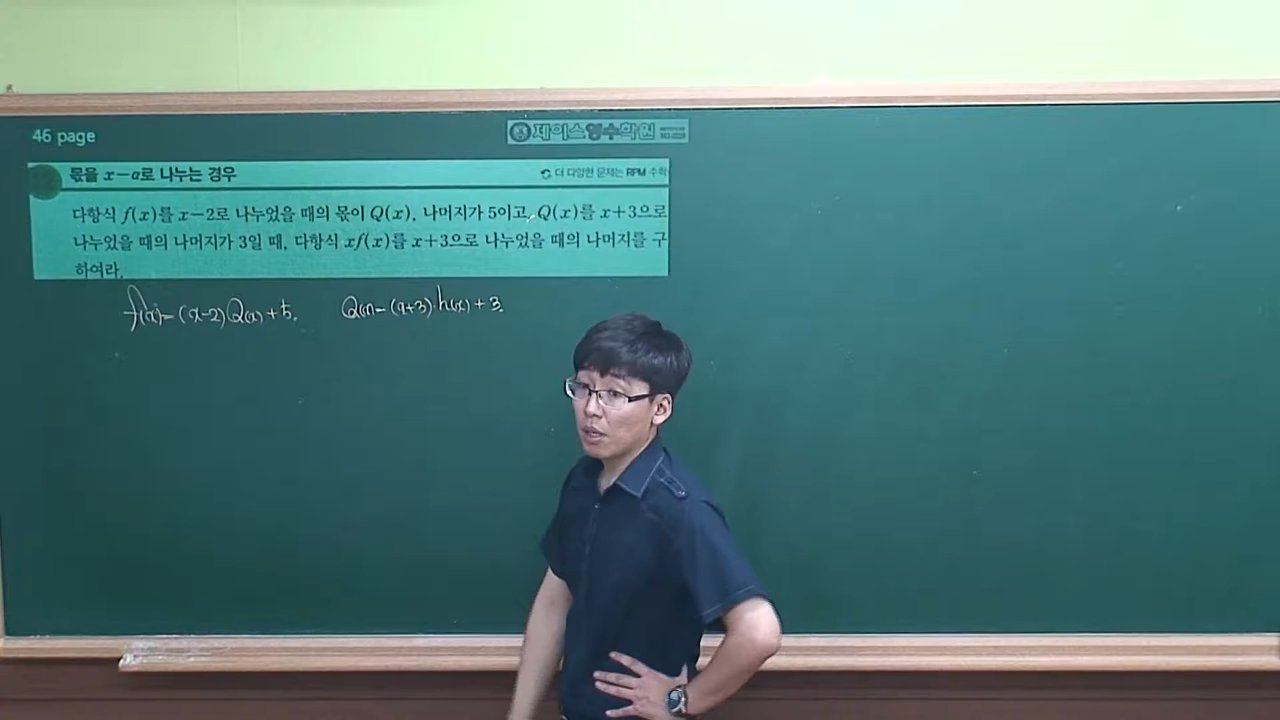 46 page
제이스영수학원
몫을 x-a로 나누는 경우
더 다양한 문제는 RPM 수학
다항식 f(x)를 x-2로 나누었을 때의 몫이 Q(x), 나머지가 5이고, Q(x)를 x+3으로
나누었을 때의 나머지가 3일 때, 다항식 xf(x)를 x+3으로 나누었을 때의 나머지를 구
하여라.
f(x)=(x-2)Q(x)+5. Q(x)=(x+3)·h(x)+3.